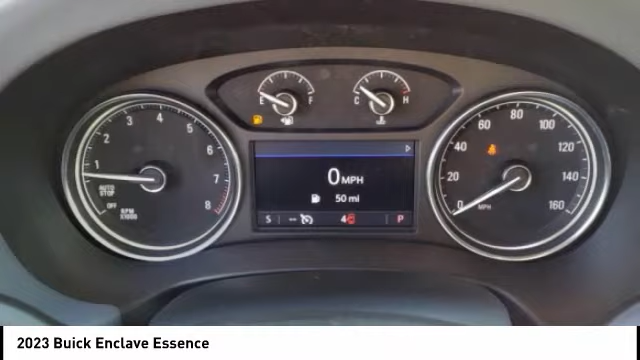 E F
C H
1 2 3 4 5 6 7 8
AUTO
STOP
OFF
RPM
X1000
0 MPH
50 mi
S -- 4 P
0 20 40 60 80 100 120 140 160
MPH
2023 Buick Enclave Essence